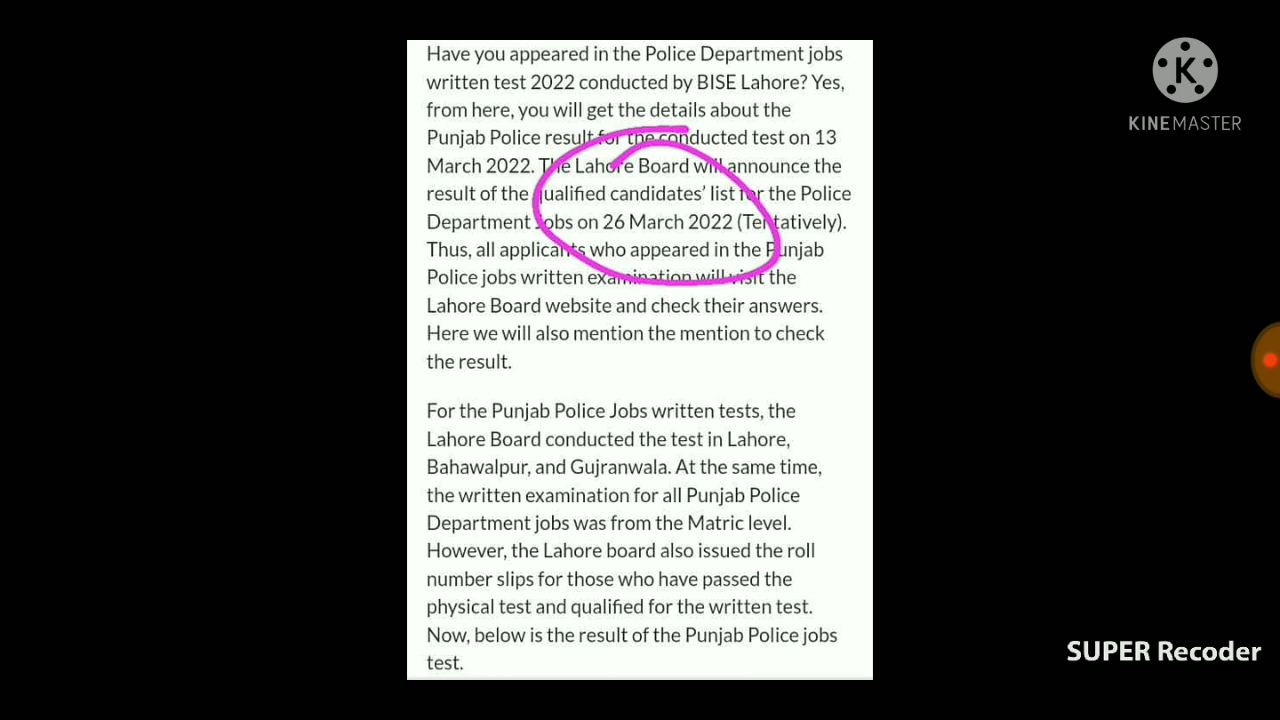 Have you appeared in the Police Department jobs
written test 2022 conducted by BISE Lahore? Yes,
from here, you will get the details about the
Punjab Police result for the conducted test on 13
March 2022. The Lahore Board will announce the
result of the qualified candidates' list for the Police
Department Jobs on 26 March 2022 (Tentatively).
Thus, all applicants who appeared in the Punjab
Police jobs written examination will visit the
Lahore Board website and check their answers.
Here we will also mention the mention to check
the result.
For the Punjab Police Jobs written tests, the
Lahore Board conducted the test in Lahore,
Bahawalpur, and Gujranwala. At the same time,
the written examination for all Punjab Police
Department jobs was from the Matric level.
However, the Lahore board also issued the roll
number slips for those who have passed the
physical test and qualified for the written test.
Now, below is the result of the Punjab Police jobs
test.
K
KINEMASTER
SUPER Recoder